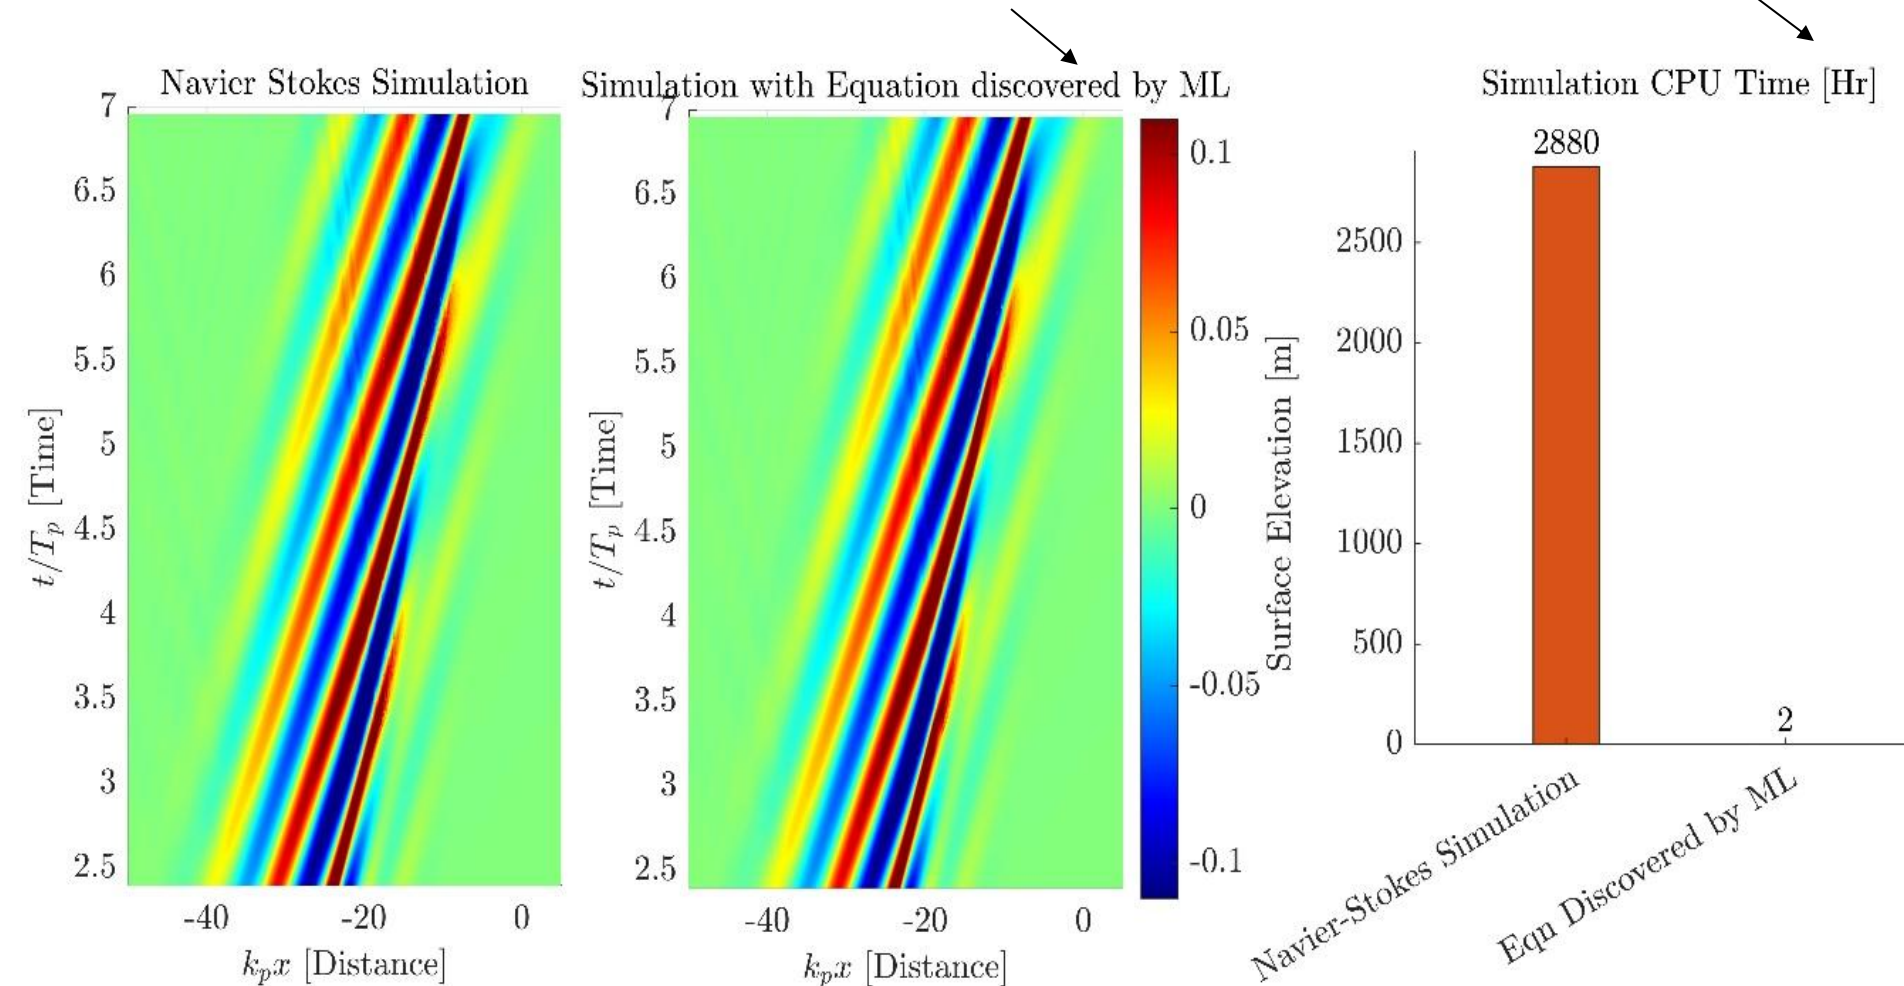 Navier Stokes Simulation
7
6.5
6
5.5
5
4.5
4
3.5
3
2.5
t/T_p [Time]
-40 -20 0
k_p x [Distance]
Simulation with Equation discovered by ML
7
6.5
6
5.5
5
4.5
4
3.5
3
2.5
t/T_p [Time]
-40 -20 0
k_p x [Distance]
0.1
0.05
0
-0.05
-0.1
Surface Elevation [m]
Simulation CPU Time [Hr]
2880
2
2500
2000
1500
1000
500
0
Navier-Stokes Simulation
Eqn Discovered by ML